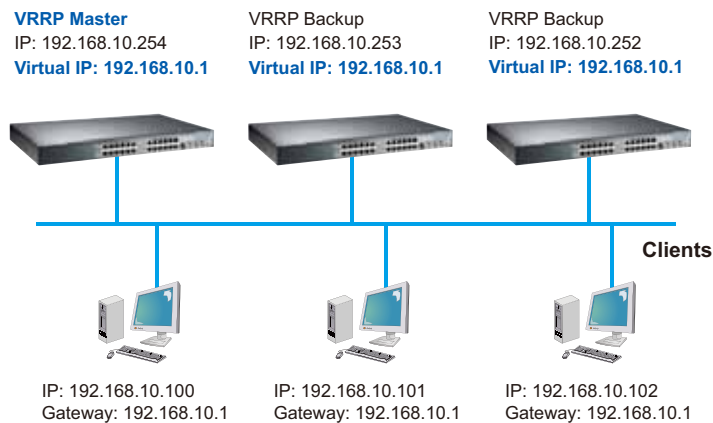 VRRP Master
IP: 192.168.10.254
Virtual IP: 192.168.10.1
VRRP Backup
IP: 192.168.10.253
Virtual IP: 192.168.10.1
VRRP Backup
IP: 192.168.10.252
Virtual IP: 192.168.10.1
Clients
IP: 192.168.10.100
Gateway: 192.168.10.1
IP: 192.168.10.101
Gateway: 192.168.10.1
IP: 192.168.10.102
Gateway: 192.168.10.1